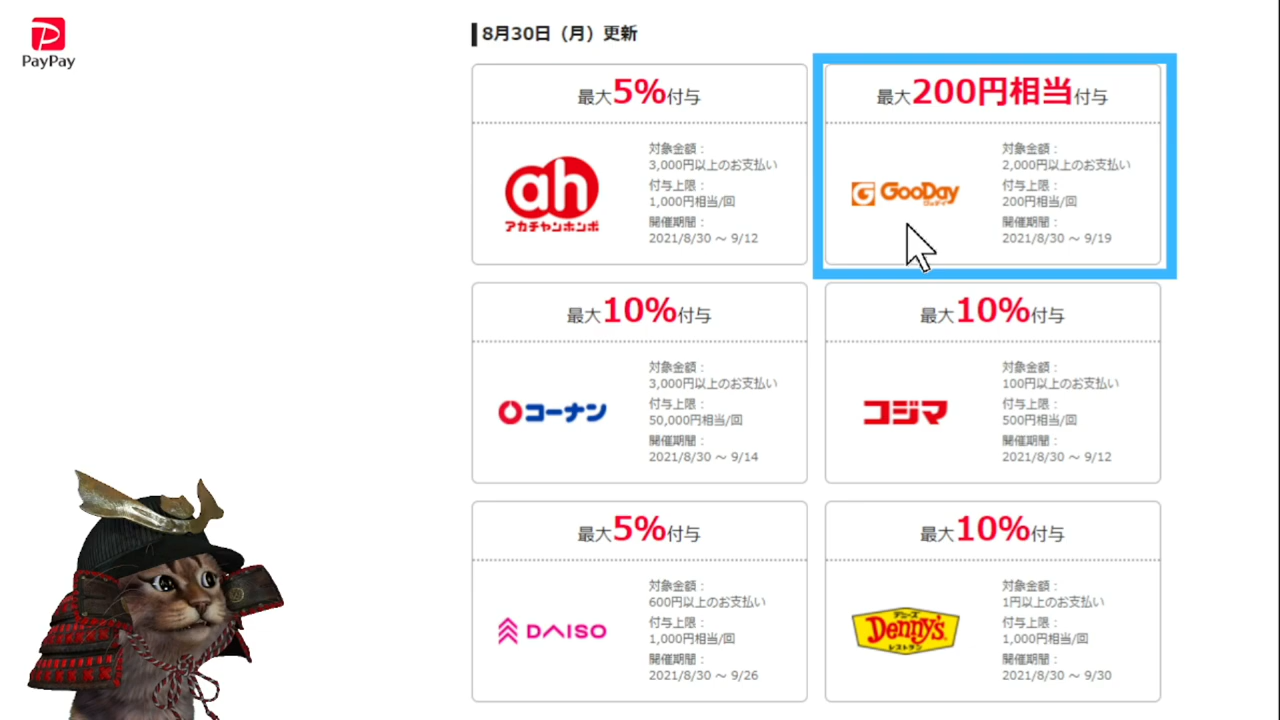 PayPay
8月30日（月）更新
最大5%付与
ah
アカチャンホンポ
対象金額：
3,000円以上のお支払い
付与上限：
1,000円相当/回
開催期間：
2021/8/30 ～ 9/12
最大200円相当付与
G GooDay
グッデイ
対象金額：
2,000円以上のお支払い
付与上限：
200円相当/回
開催期間：
2021/8/30 ～ 9/19
最大10%付与
コーナン
対象金額：
3,000円以上のお支払い
付与上限：
50,000円相当/回
開催期間：
2021/8/30 ～ 9/14
最大10%付与
コジマ
対象金額：
100円以上のお支払い
付与上限：
500円相当/回
開催期間：
2021/8/30 ～ 9/12
最大5%付与
DAISO
対象金額：
600円以上のお支払い
付与上限：
1,000円相当/回
開催期間：
2021/8/30 ～ 9/26
最大10%付与
デニーズ
Denny's
レストラン
対象金額：
1円以上のお支払い
付与上限：
1,000円相当/回
開催期間：
2021/8/30 ～ 9/30